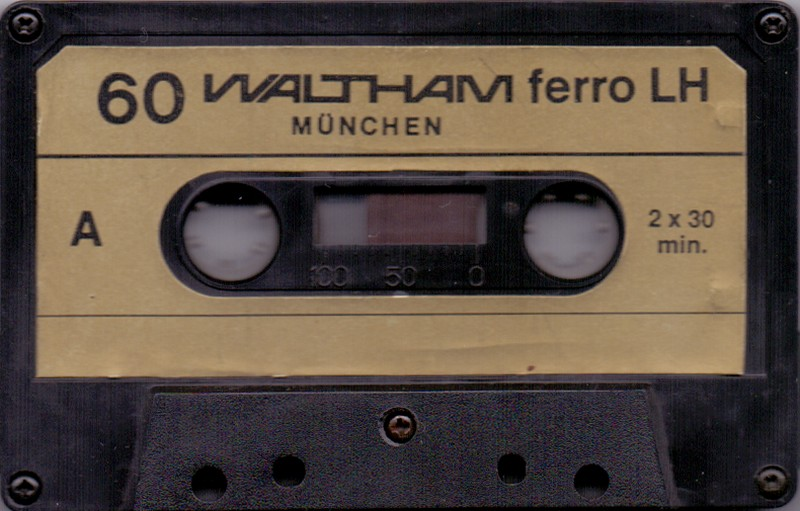 60 WALTHAM ferro LH
MÜNCHEN
A
2 x 30
min.
100 50 0